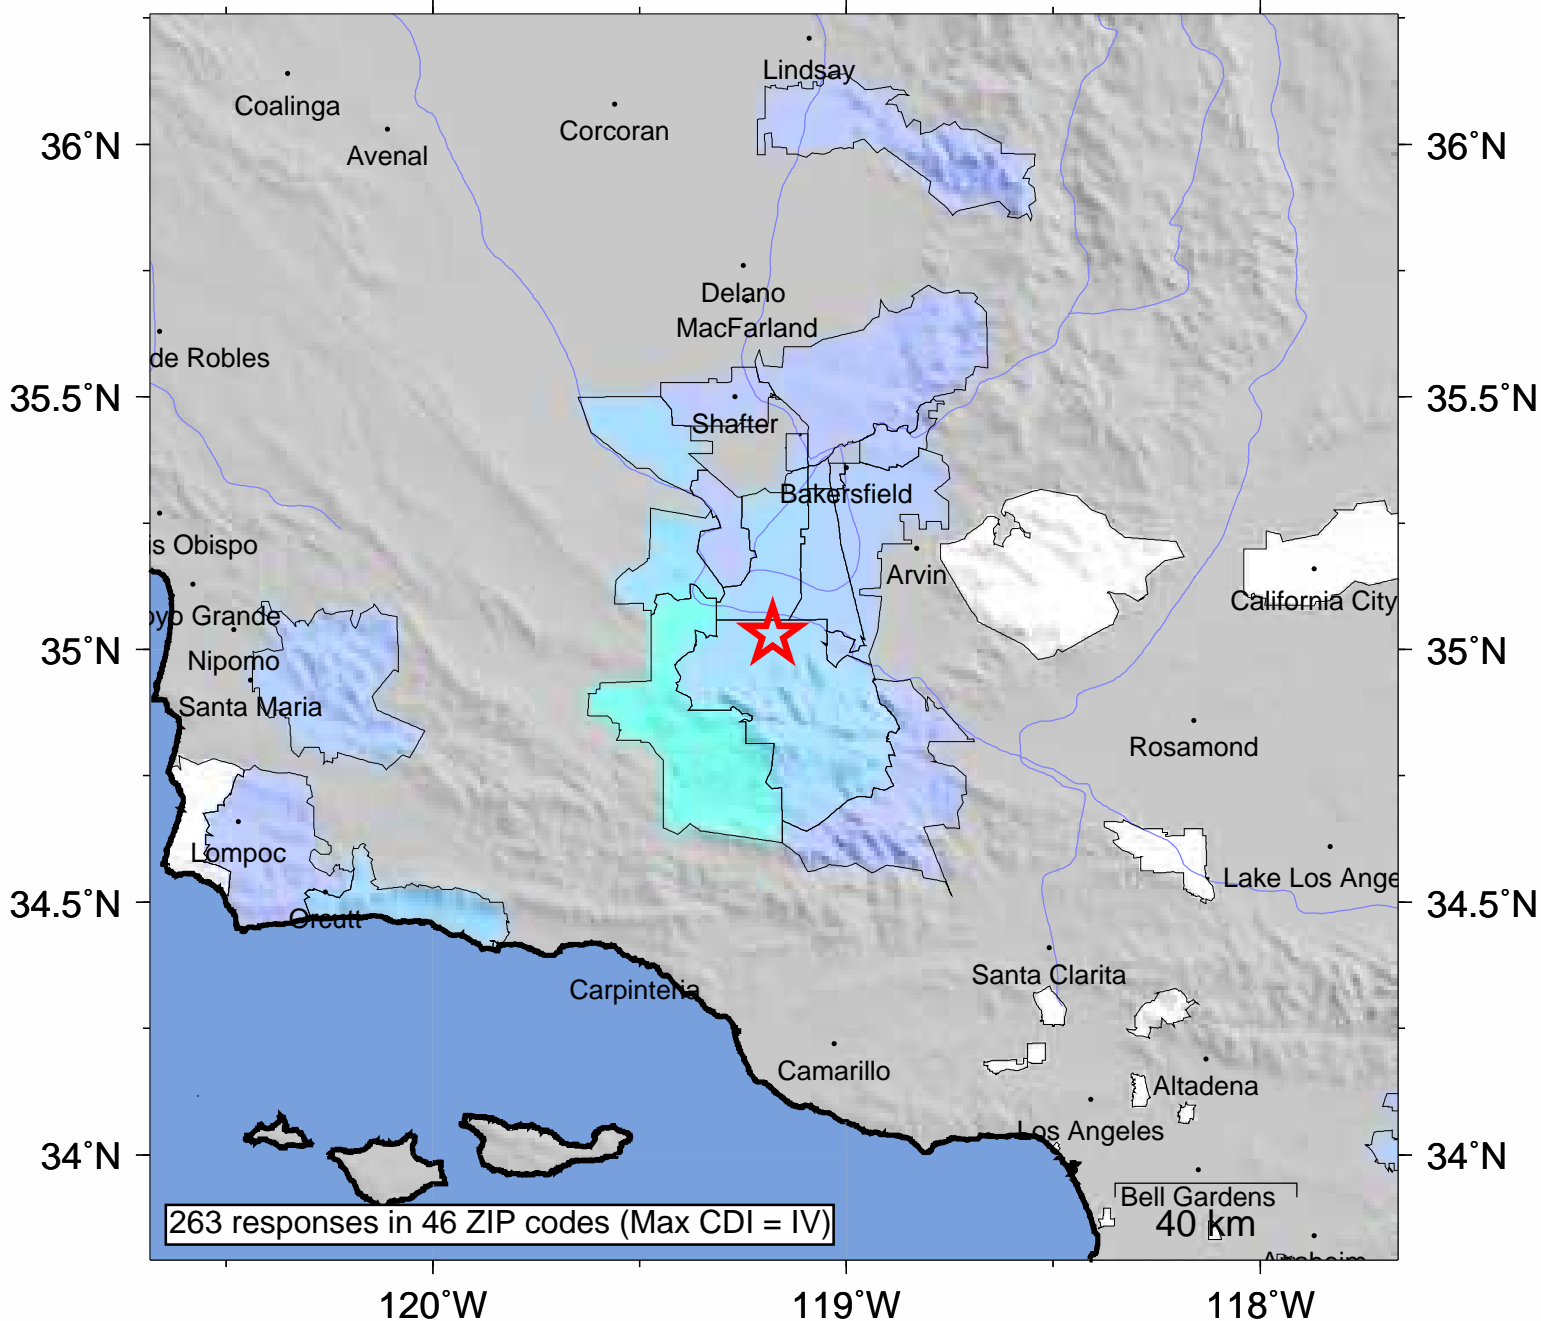 Lindsay
Coalinga
Corcoran
36°N
Avenal
36°N
Delano
MacFarland
de Robles
35.5°N
35.5°N
Shafter
Bakersfield
is Obispo
Arvin
California City
oyo Grande
35°N
Nipomo
35°N
Santa Maria
Rosamond
Lompoc
Lake Los Ange
34.5°N
Orcutt
34.5°N
Santa Clarita
Carpinteria
Camarillo
Altadena
Los Angeles
34°N
34°N
Bell Gardens
263 responses in 46 ZIP codes (Max CDI = IV)
40 km
Anaheim
120°W
119°W
118°W